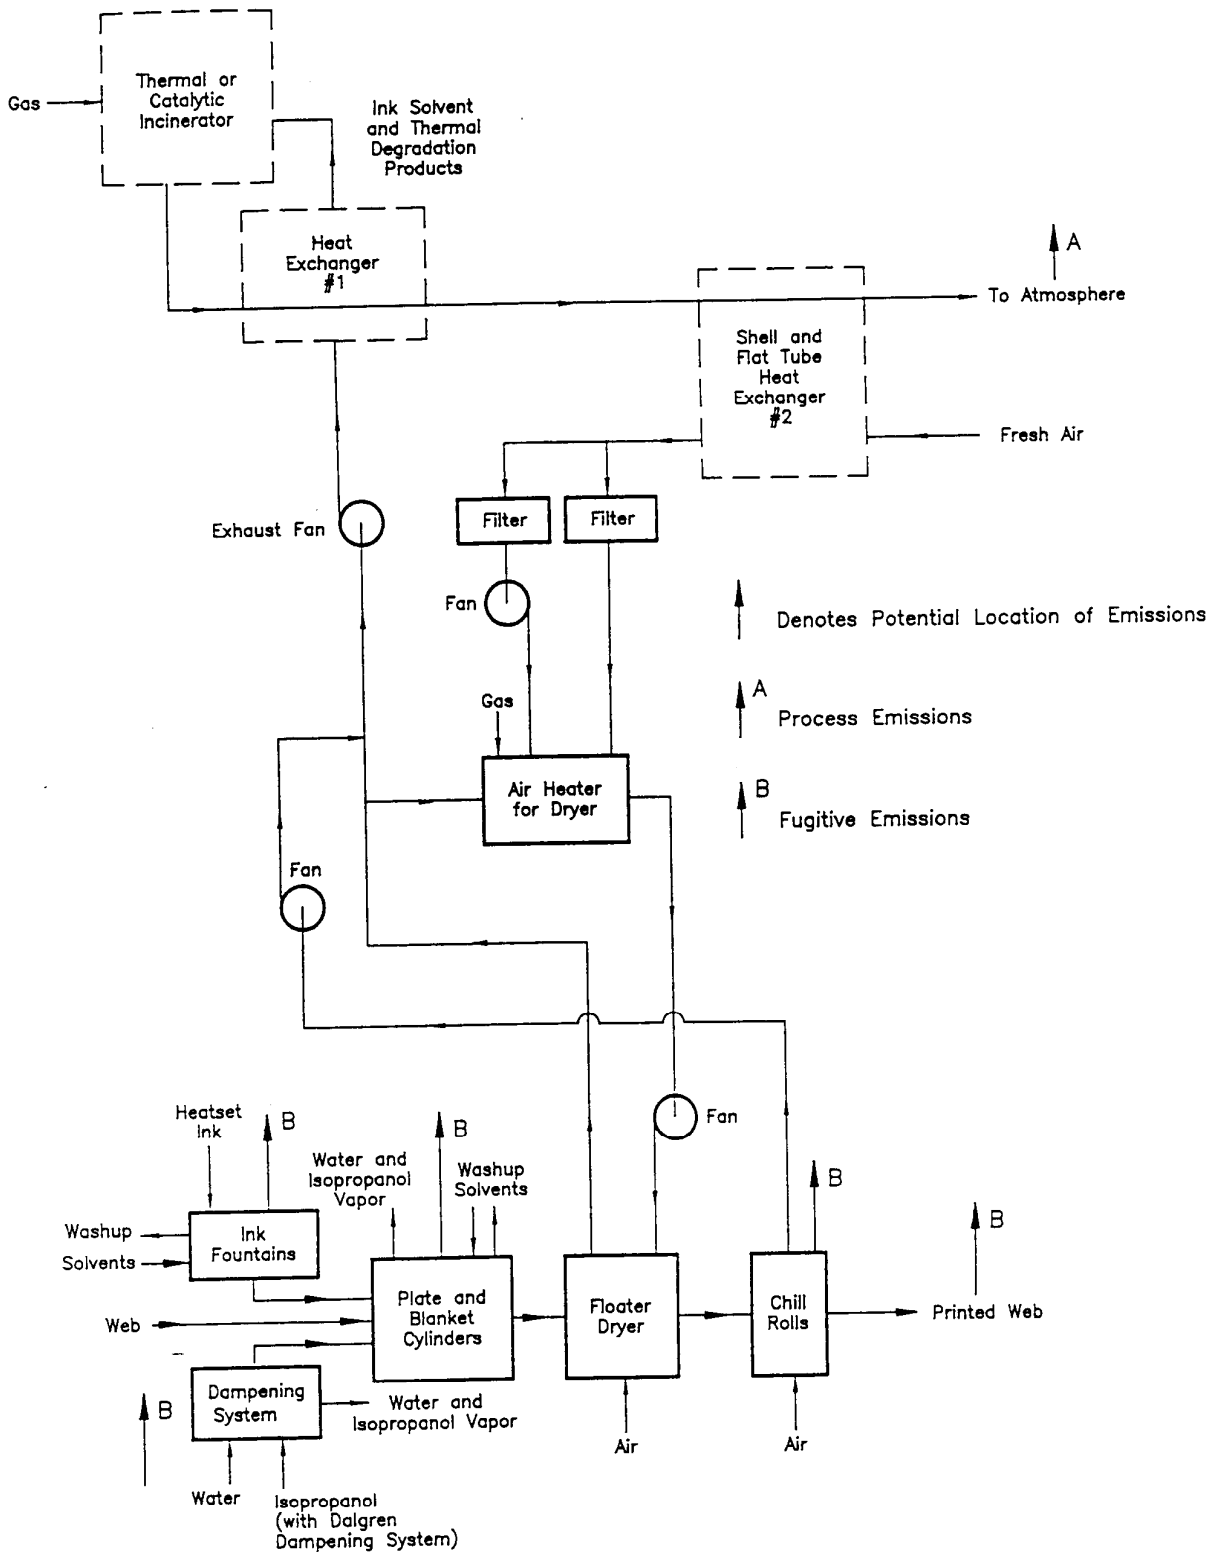 Thermal or
Catalytic
Incinerator
Gas
Ink Solvent
and Thermal
Degradation
Products
Heat
Exchanger
#1
A
To Atmosphere
Shell and
Flat Tube
Heat
Exchanger
#2
Fresh Air
Exhaust Fan
Filter
Filter
Fan
Denotes Potential Location of Emissions
Gas
A
Process Emissions
Air Heater
for Dryer
B
Fugitive Emissions
Fan
Fan
Heatset
Ink
B
B
Water and
Isopropanol
Vapor
Washup
Solvents
B
B
Washup
Solvents
Ink
Fountains
Web
Plate and
Blanket
Cylinders
Floater
Dryer
Chill
Rolls
Printed Web
B
Dampening
System
Water and
Isopropanol Vapor
Air
Air
Water
Isopropanol
(with Dalgren
Dampening System)